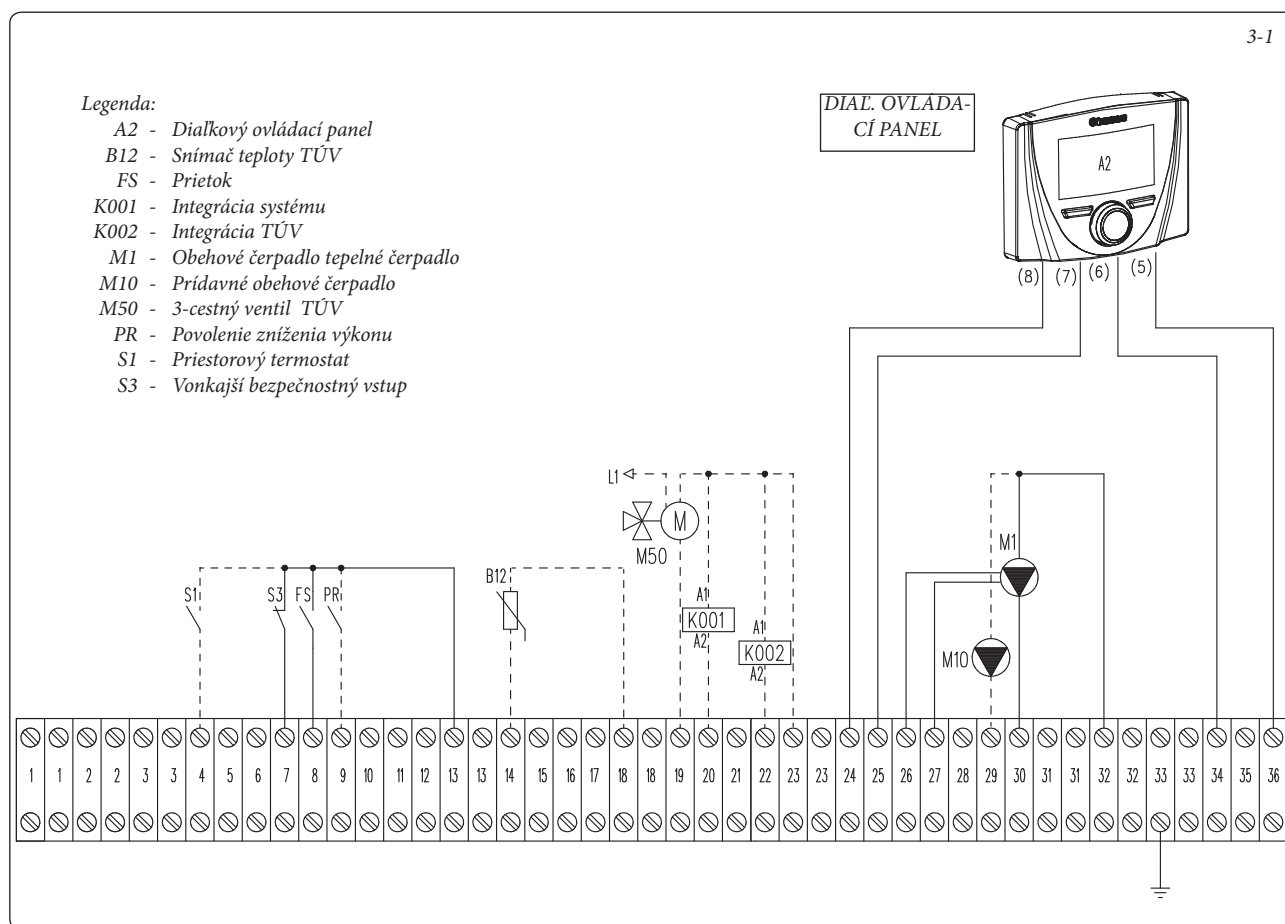 3-1
Legenda:
A2 - Diaľkový ovládací panel
B12 - Snímač teploty TÚV
FS - Prietok
K001 - Integrácia systému
K002 - Integrácia TÚV
M1 - Obehové čerpadlo tepelné čerpadlo
M10 - Prídavné obehové čerpadlo
M50 - 3-cestný ventil TÚV
PR - Povolenie zníženia výkonu
S1 - Priestorový termostat
S3 - Vonkajší bezpečnostný vstup
DIAĽ. OVLÁDA-
CÍ PANEL
A2
(8) (7) (6) (5)
L1
M
M50
M1
S1 S3 FS PR
B12
A1
K001
A2
A1
K002
A2
M10
1 1 2 2 3 3 4 5 6 7 8 9 10 11 12 13 13 14 15 16 17 18 18 19 20 21 22 23 23 24 25 26 27 28 29 30 31 31 32 32 33 33 34 35 36